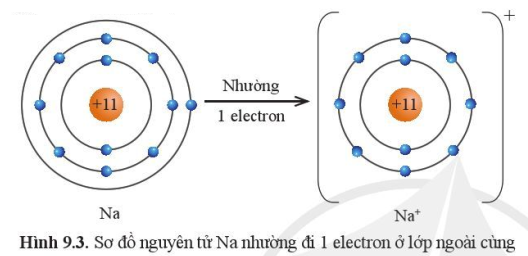 +
+11
Nhường
1 electron
+11
Na
Na⁺
Hình 9.3. Sơ đồ nguyên tử Na nhường đi 1 electron ở lớp ngoài cùng